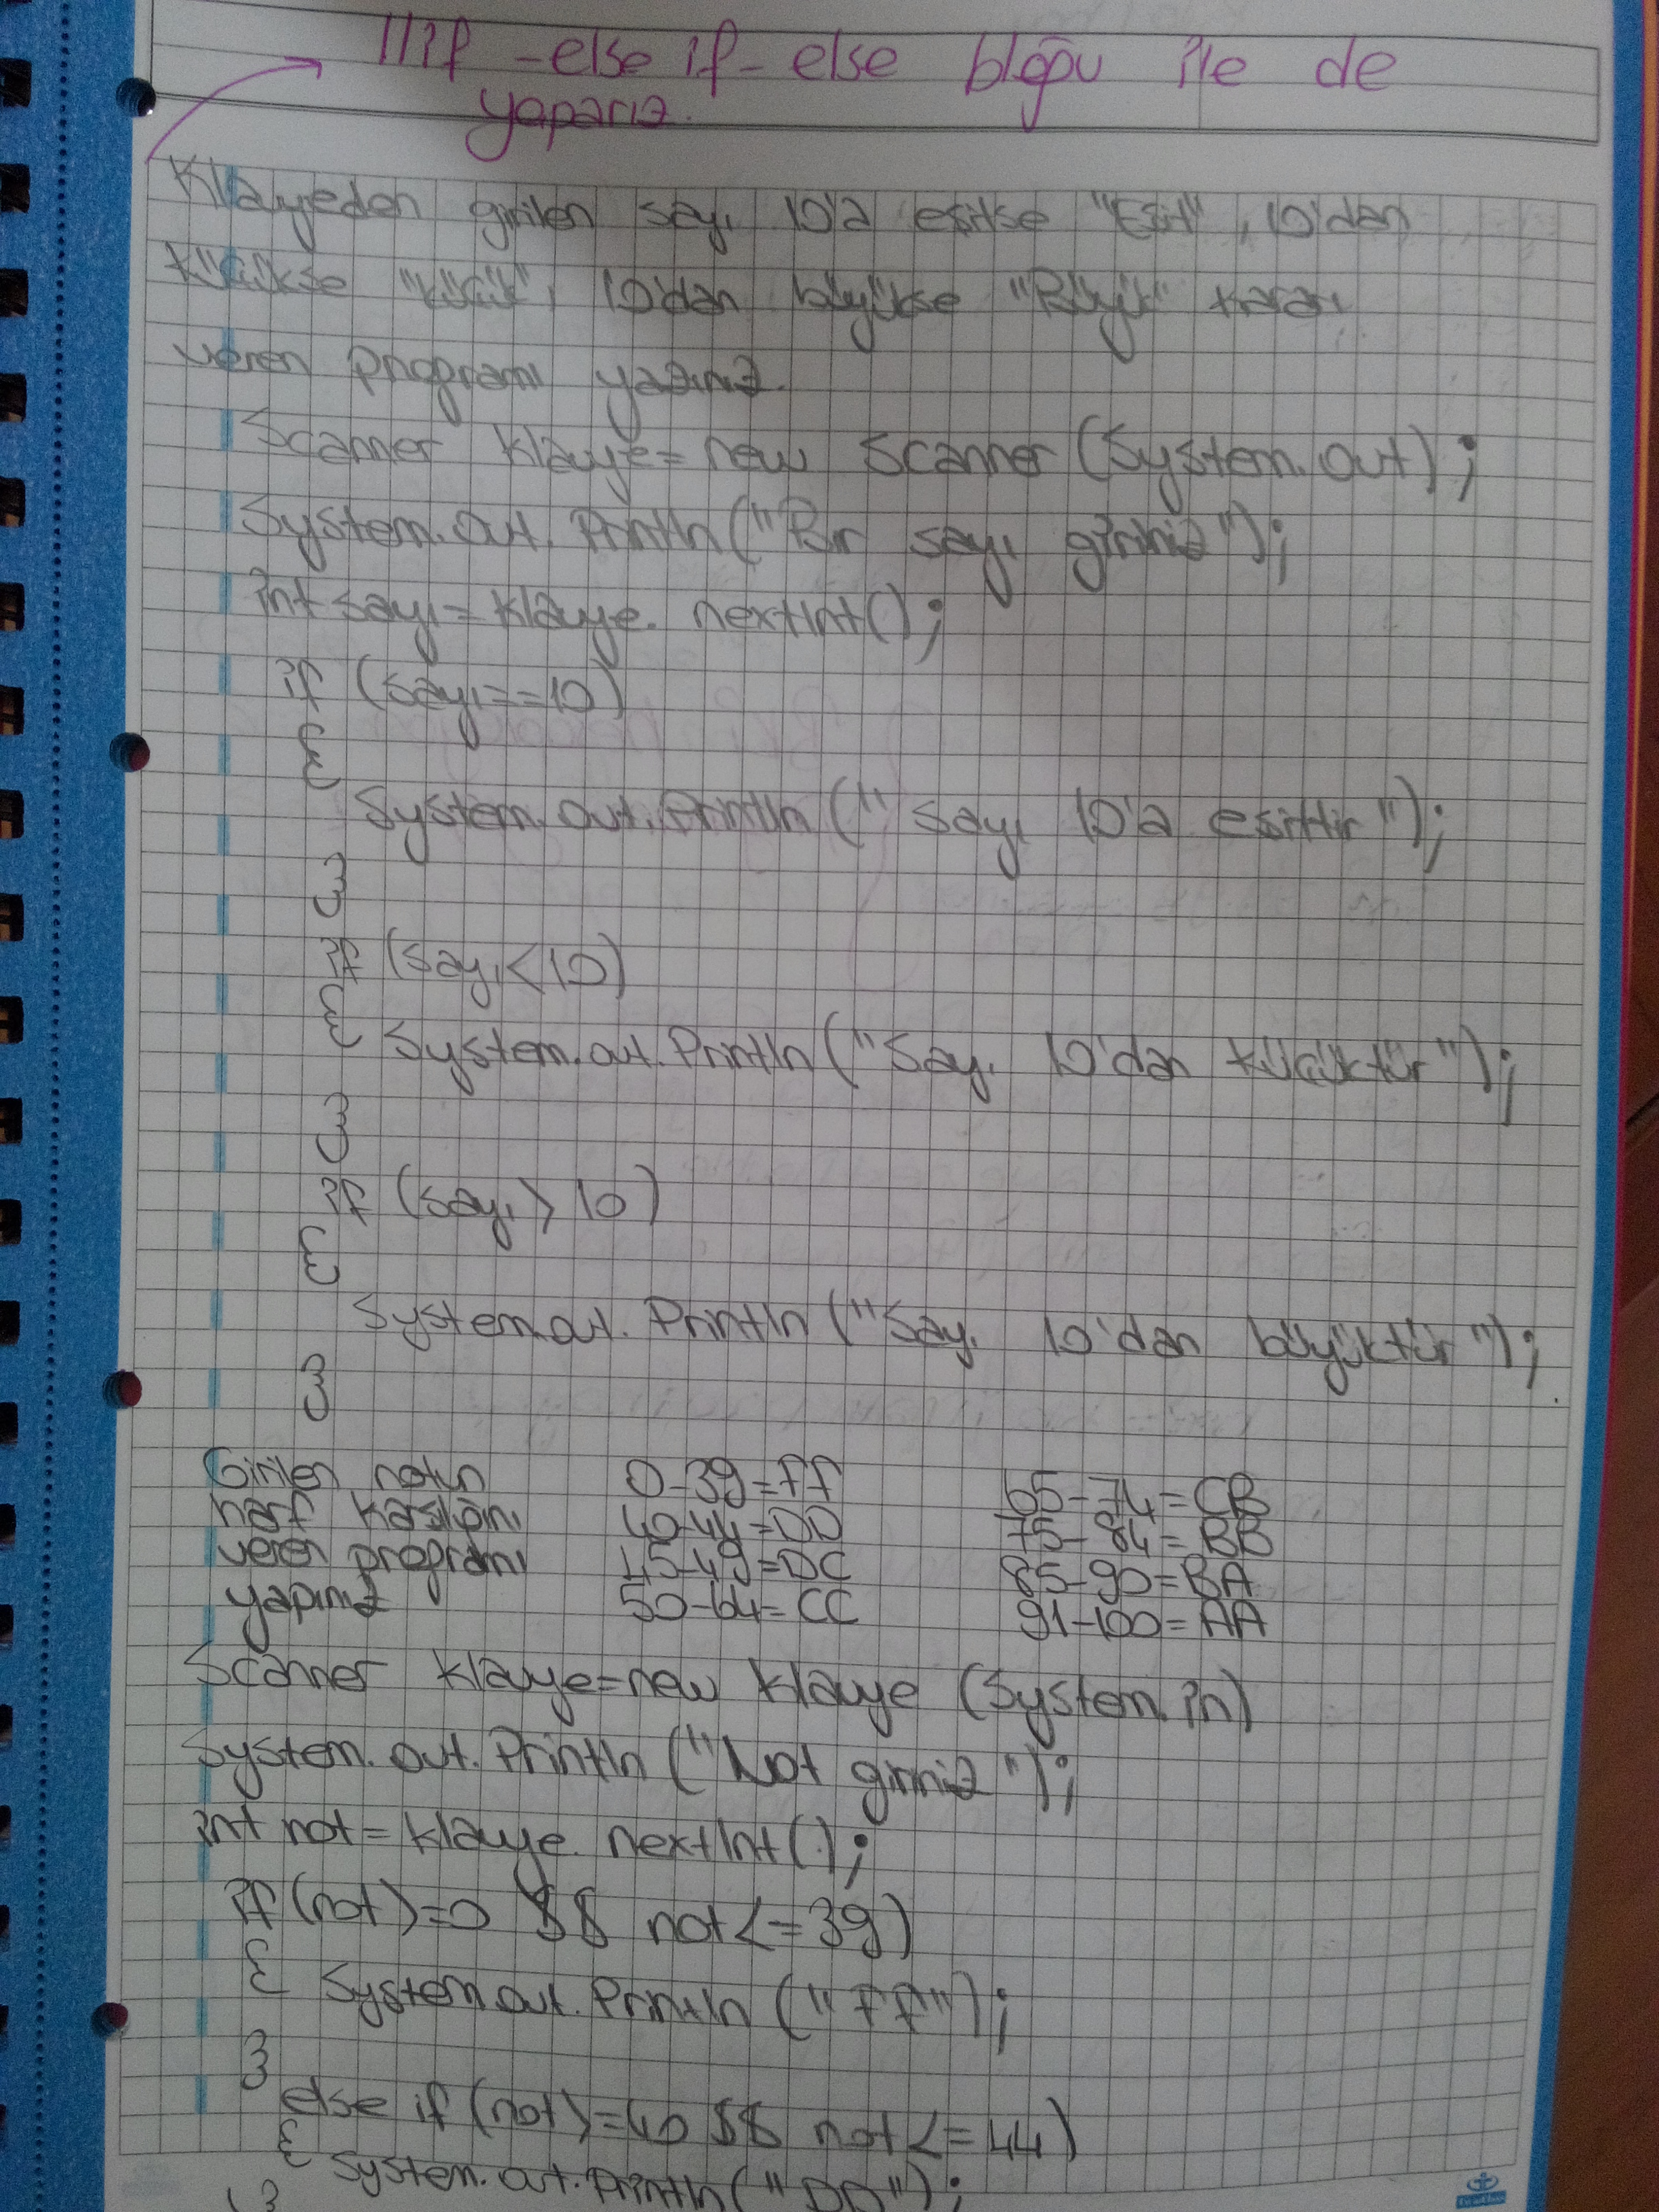 //if -else if- else bloğu ile de
yaparız.
Klavyeden girilen sayı 10'a eşitse "Eşit", 10'dan
küçükse "küçük", 10'dan büyükse "Büyük" kararı
veren programı yazınız.
Scanner klavye= new Scanner (System.out);
System.out.Println("Bir sayı giriniz");
int sayı=klavye.nextInt();
if (sayı==10)
{
System.out.Println (" sayı 10'a eşittir ");
}
if (sayı<10)
{ System.out.Println("Sayı 10'dan küçüktür");
}
if (sayı > 10)
{
System.out.Println ("Sayı 10'dan büyüktür");
}
Girilen notun 0-39=FF 65-74=CB
harf karşılığını 40-44=DD 75-84=BB
veren programı 45-49=DC 85-90=BA
yapınız 50-64=CC 91-100=AA
Scanner klavye=new klavye (System.in)
System.out.Println ("Not giriniz");
int not=klavye.nextInt();
if (not>=0 && not<=39)
{ System.out.Println ("FF");
}
else if (not>=40 && not<=44)
{ System.out.Println("DD");
}